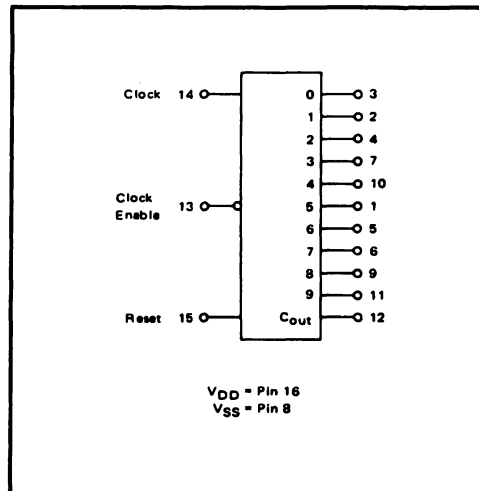 Clock 14
Clock Enable 13
Reset 15
0 3
1 2
2 4
3 7
4 10
5 1
6 5
7 6
8 9
9 11
Cout 12
VDD = Pin 16
VSS = Pin 8